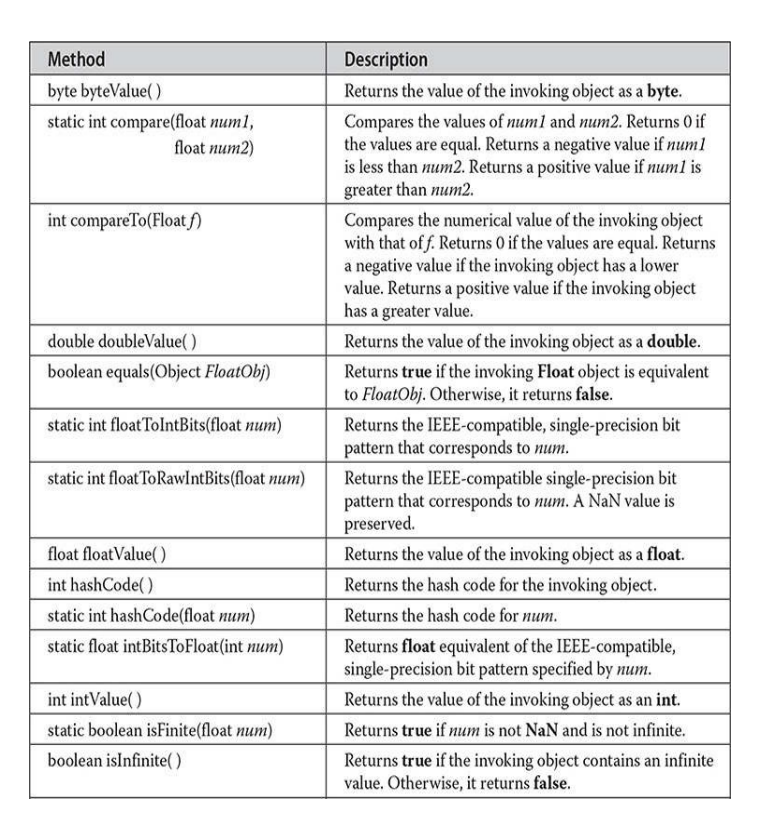 Method Description
byte byteValue( ) Returns the value of the invoking object as a byte.
static int compare(float num1, Compares the values of num1 and num2. Returns 0 if
float num2) the values are equal. Returns a negative value if num1
is less than num2. Returns a positive value if num1 is
greater than num2.
int compareTo(Float f) Compares the numerical value of the invoking object
with that of f. Returns 0 if the values are equal. Returns
a negative value if the invoking object has a lower
value. Returns a positive value if the invoking object
has a greater value.
double doubleValue( ) Returns the value of the invoking object as a double.
boolean equals(Object FloatObj) Returns true if the invoking Float object is equivalent
to FloatObj. Otherwise, it returns false.
static int floatToIntBits(float num) Returns the IEEE-compatible, single-precision bit
pattern that corresponds to num.
static int floatToRawIntBits(float num) Returns the IEEE-compatible single-precision bit
pattern that corresponds to num. A NaN value is
preserved.
float floatValue( ) Returns the value of the invoking object as a float.
int hashCode( ) Returns the hash code for the invoking object.
static int hashCode(float num) Returns the hash code for num.
static float intBitsToFloat(int num) Returns float equivalent of the IEEE-compatible,
single-precision bit pattern specified by num.
int intValue( ) Returns the value of the invoking object as an int.
static boolean isFinite(float num) Returns true if num is not NaN and is not infinite.
boolean isInfinite( ) Returns true if the invoking object contains an infinite
value. Otherwise, it returns false.